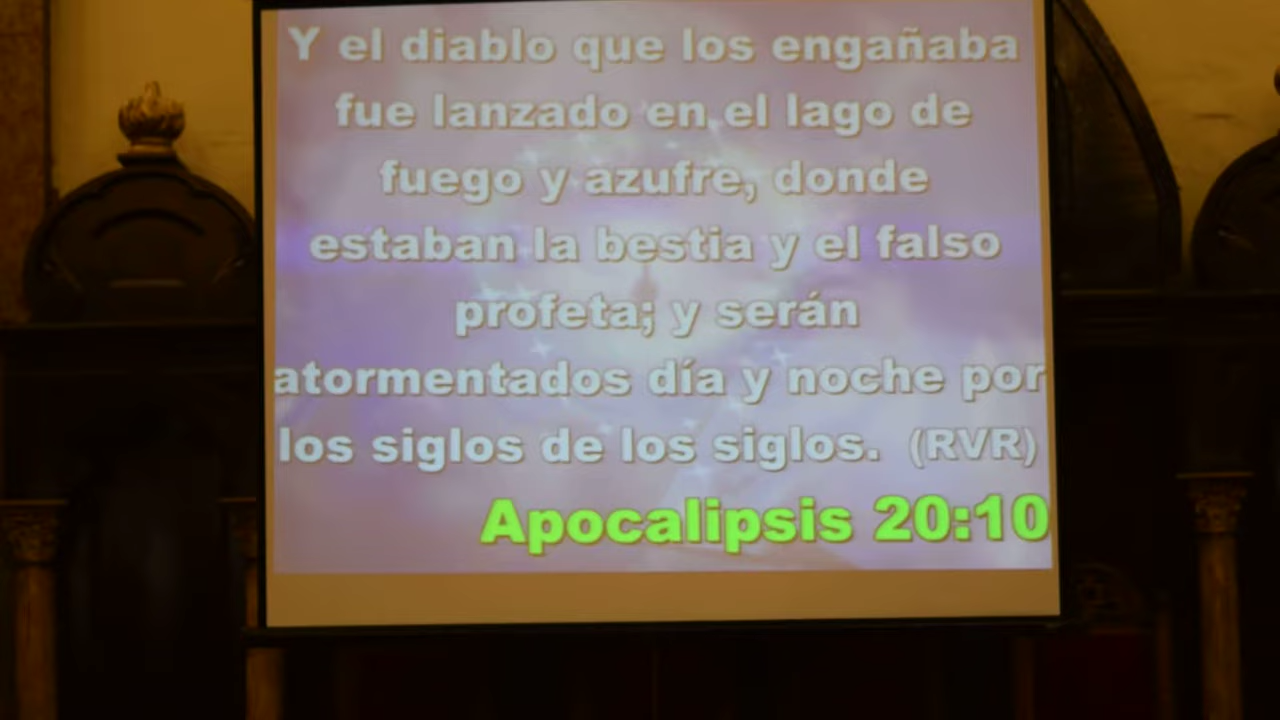 Y el diablo que los engañaba
fue lanzado en el lago de
fuego y azufre, donde
estaban la bestia y el falso
profeta; y serán
atormentados día y noche por
los siglos de los siglos. (RVR)
Apocalipsis 20:10